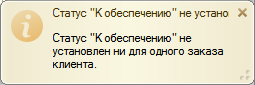 Статус "К обеспечению" не установ
Статус "К обеспечению" не
установлен ни для одного заказа
клиента.